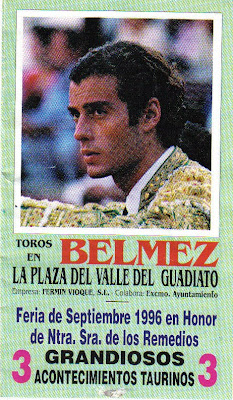 TOROS EN BELMEZ
LA PLAZA DEL VALLE DEL GUADIATO
Empresa: FERMIN VIOQUE, S.L. - Colabora: Excmo. Ayuntamiento
Feria de Septiembre 1996 en Honor
de Ntra. Sra. de los Remedios
3 GRANDIOSOS 3
ACONTECIMIENTOS TAURINOS